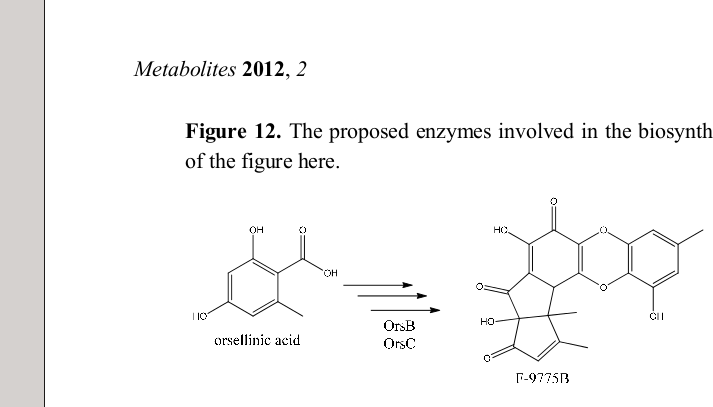 Metabolites 2012, 2
Figure 12. The proposed enzymes involved in the biosynth
of the figure here.
O
OH O HO O
OH O
O
HO HO OH
OrsB
orsellinic acid OrsC
O
F-9775B